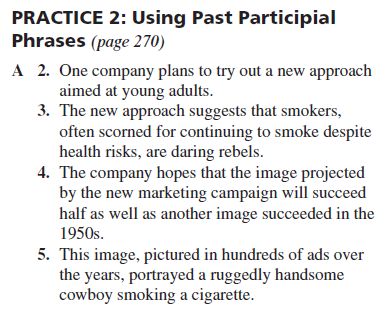 PRACTICE 2: Using Past Participial
Phrases (page 270)
A 2. One company plans to try out a new approach
aimed at young adults.
3. The new approach suggests that smokers,
often scorned for continuing to smoke despite
health risks, are daring rebels.
4. The company hopes that the image projected
by the new marketing campaign will succeed
half as well as another image succeeded in the
1950s.
5. This image, pictured in hundreds of ads over
the years, portrayed a ruggedly handsome
cowboy smoking a cigarette.